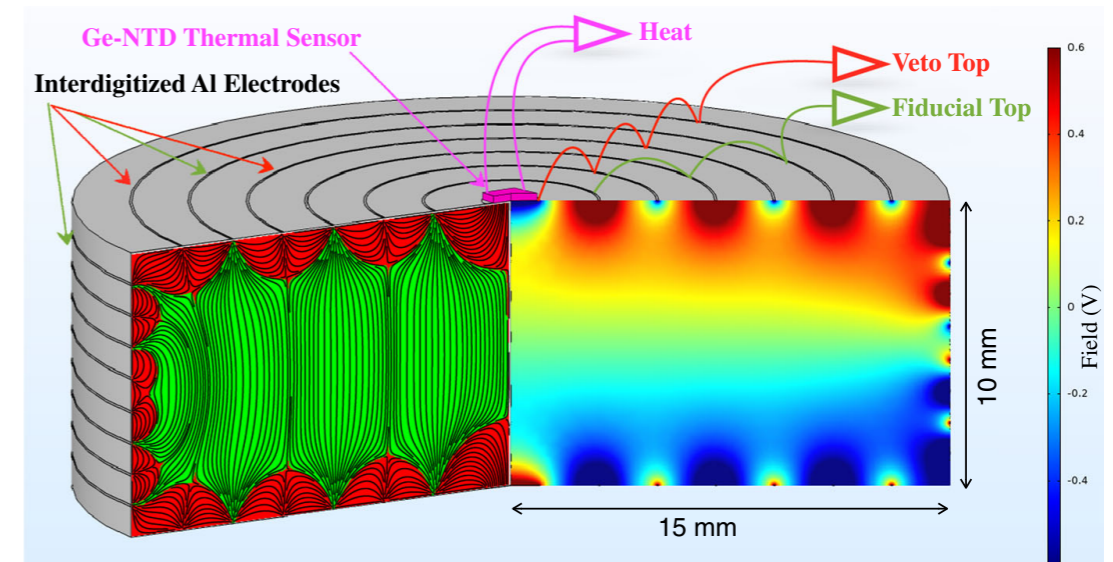 Ge-NTD Thermal Sensor
Heat
Interdigitized Al Electrodes
Veto Top
Fiducial Top
0.6
0.4
0.2
0
-0.2
-0.4
Field (V)
10 mm
15 mm